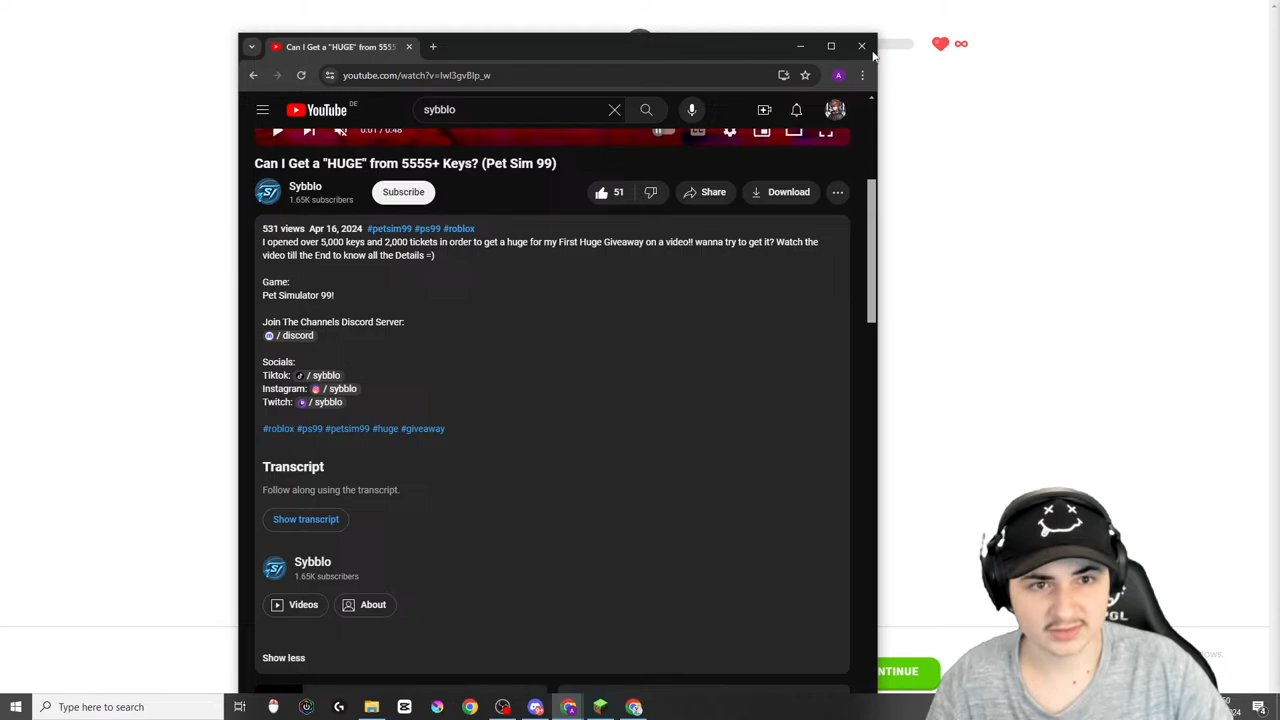 Can I Get a "HUGE" from 5555
∞
youtube.com/watch?v=lwl3gvBlp_w
A
YouTube DE
sybblo
0:01 / 0:48
Can I Get a "HUGE" from 5555+ Keys? (Pet Sim 99)
Sybblo
1.65K subscribers
Subscribe
51
Share
Download
531 views Apr 16, 2024 #petsim99 #ps99 #roblox
I opened over 5,000 keys and 2,000 tickets in order to get a huge for my First Huge Giveaway on a video!! wanna try to get it? Watch the
video till the End to know all the Details =)
Game:
Pet Simulator 99!
Join The Channels Discord Server:
/ discord
Socials:
Tiktok: / sybblo
Instagram: / sybblo
Twitch: / sybblo
#roblox #ps99 #petsim99 #huge #giveaway
Transcript
Follow along using the transcript.
Show transcript
Sybblo
1.65K subscribers
Videos
About
Show less
NTINUE
Type here to search